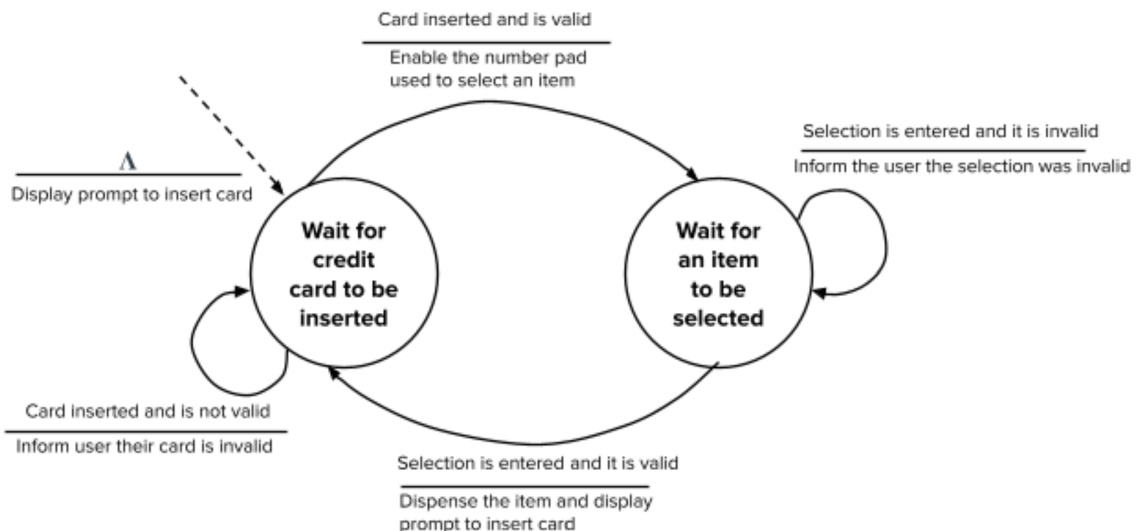 Card inserted and is valid
Enable the number pad
used to select an item
Selection is entered and it is invalid
Inform the user the selection was invalid
Λ
Display prompt to insert card
Wait for
credit
card to be
inserted
Wait for
an item
to be
selected
Card inserted and is not valid
Inform user their card is invalid
Selection is entered and it is valid
Dispense the item and display
prompt to insert card